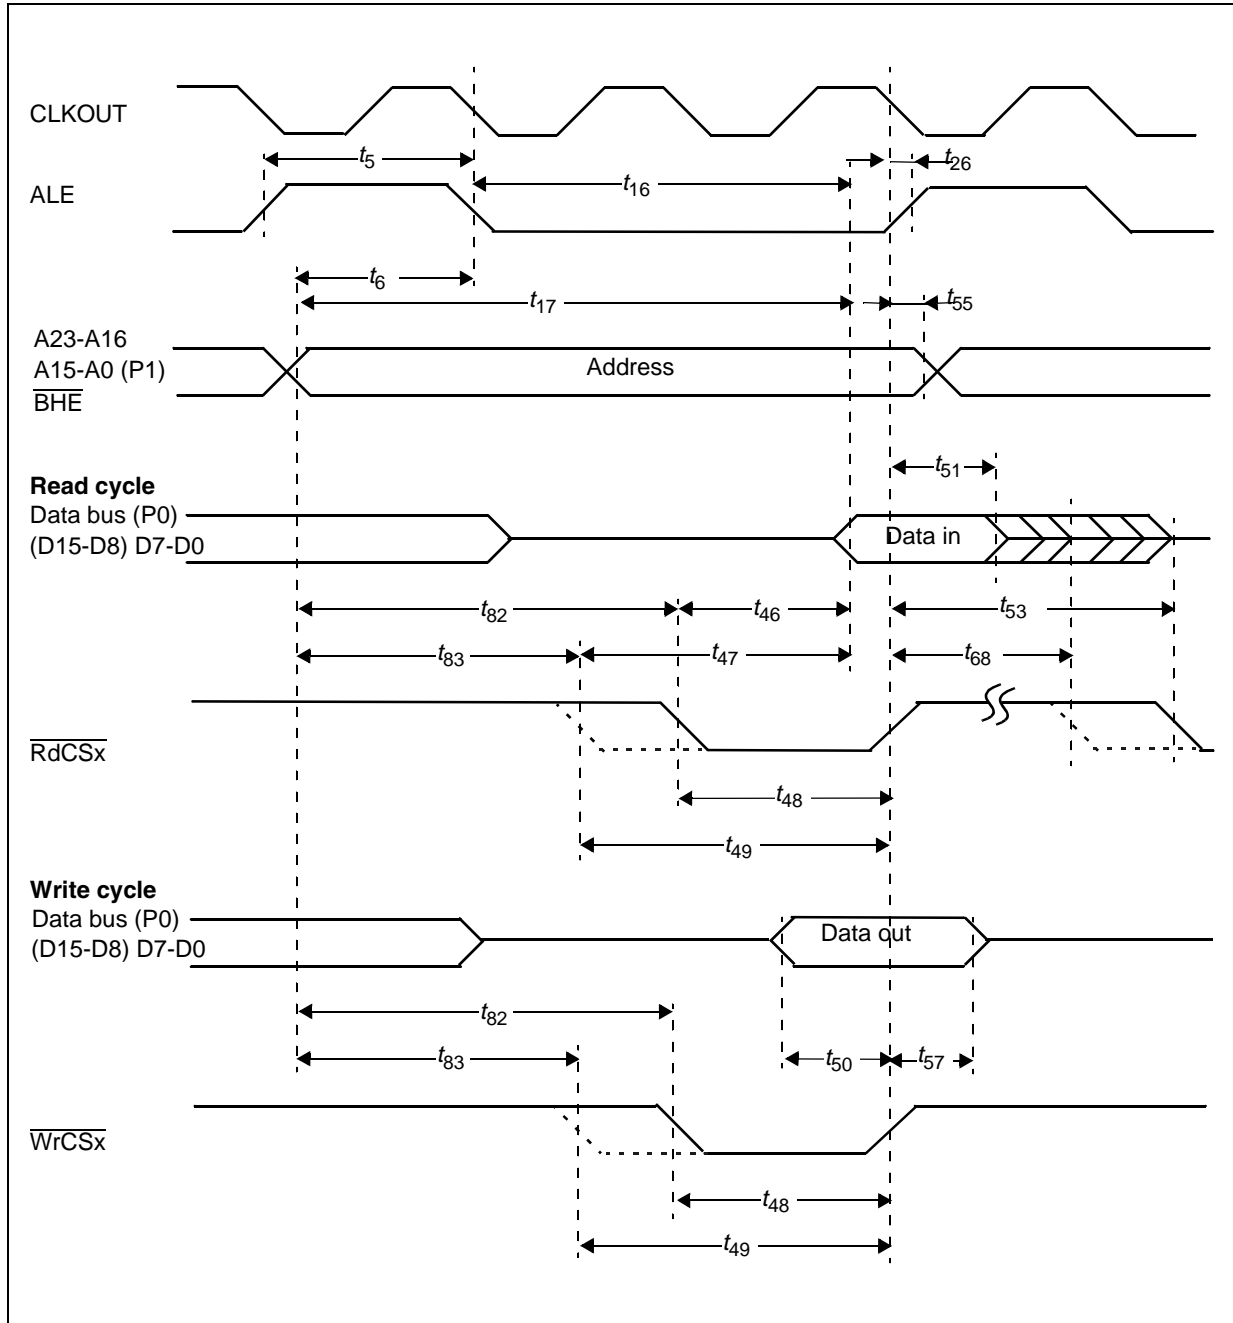 CLKOUT
t5
t26
ALE
t16
t6
t17
t55
A23-A16
A15-A0 (P1)
BHE
Address
t51
Read cycle
Data bus (P0)
(D15-D8) D7-D0
Data in
t82
t46
t53
t83
t47
t68
RdCSx
t48
t49
Write cycle
Data bus (P0)
(D15-D8) D7-D0
Data out
t82
t83
t50
t57
WrCSx
t48
t49